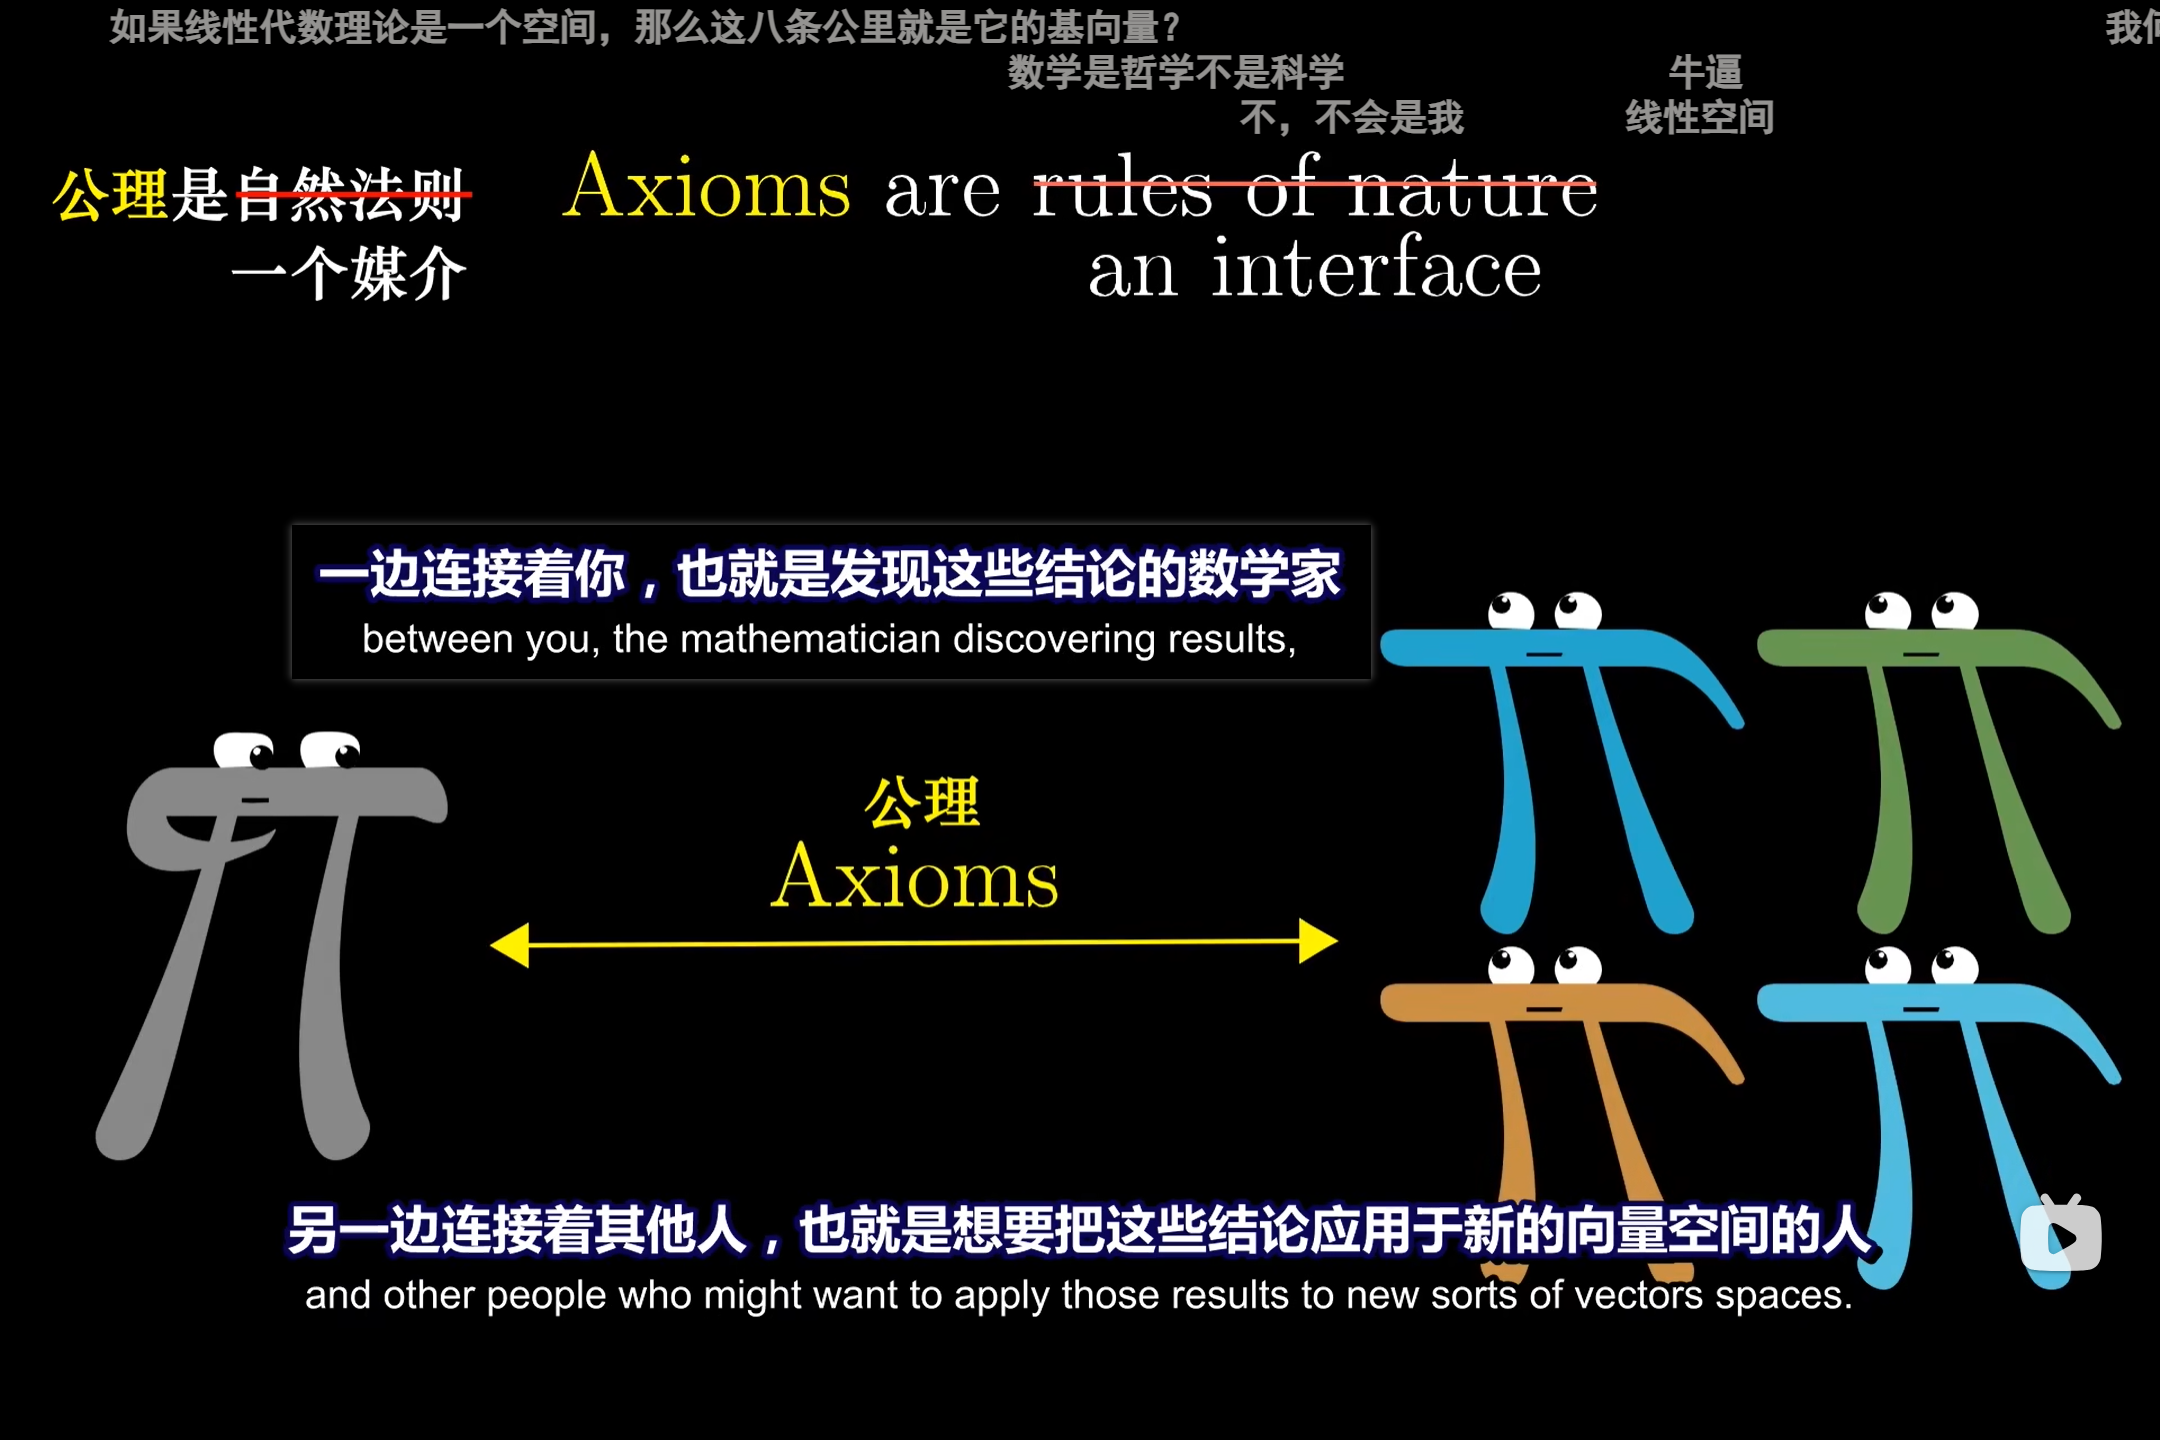 如果线性代数理论是一个空间，那么这八条公里就是它的基向量？
我
数学是哲学不是科学
牛逼
不，不会是我
线性空间
公理是自然法则
一个媒介
Axioms are rules of nature
an interface
一边连接着你，也就是发现这些结论的数学家
between you, the mathematician discovering results,
公理
Axioms
另一边连接着其他人，也就是想要把这些结论应用于新的向量空间的人
and other people who might want to apply those results to new sorts of vectors spaces.